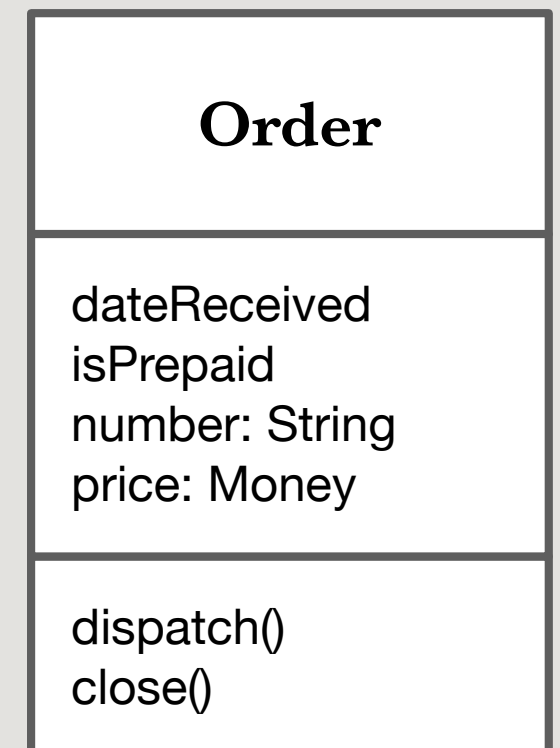 Order
dateReceived
isPrepaid
number: String
price: Money
dispatch()
close()